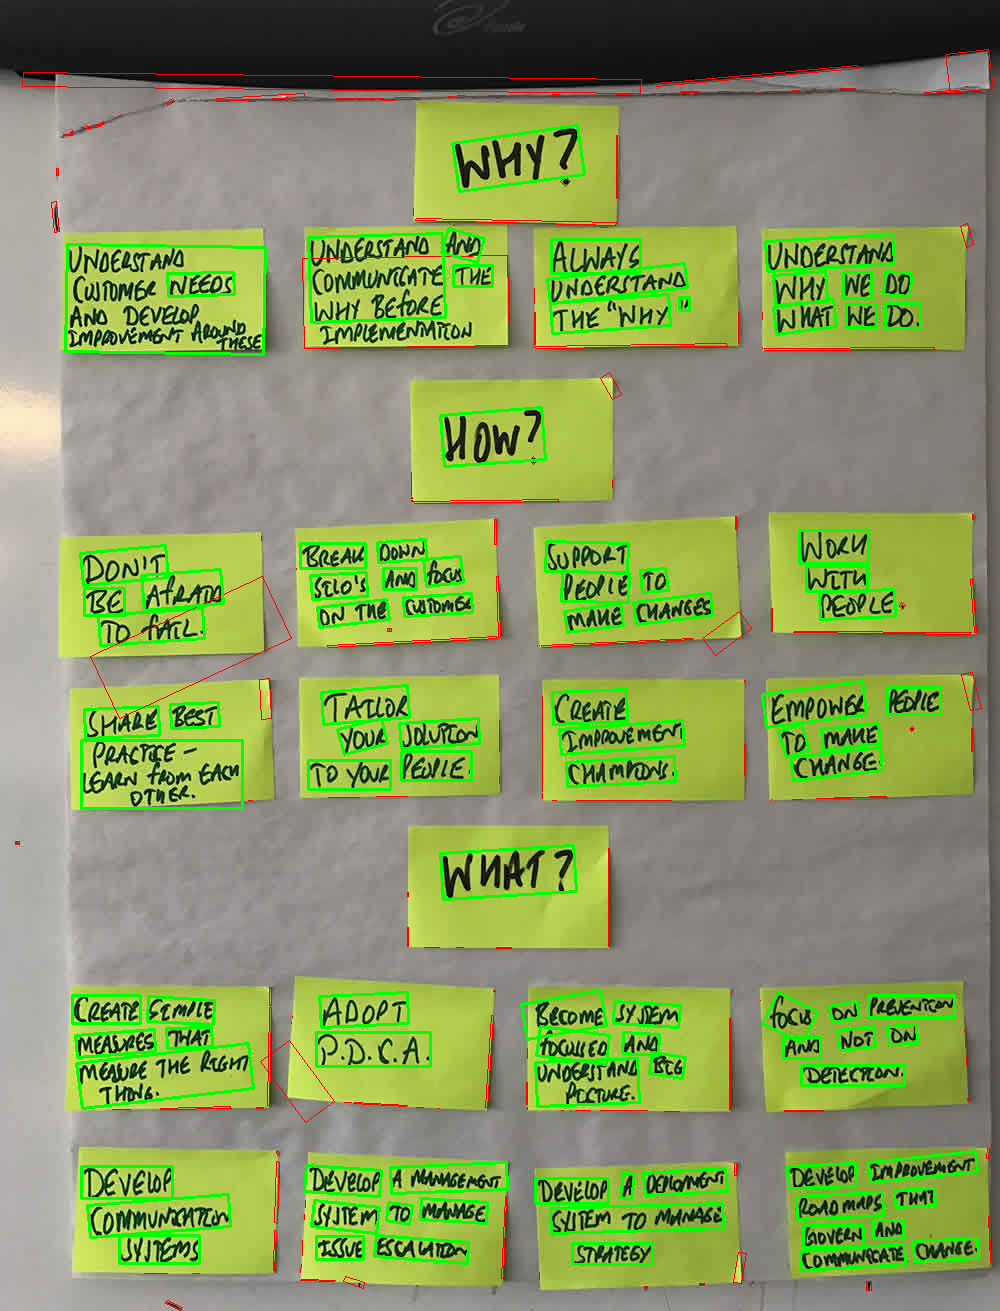 WHY?
UNDERSTAND
CUSTOMER NEEDS
AND DEVELOP
IMPROVEMENT AROUND
THESE
UNDERSTAND AND
COMMUNICATE THE
WHY BEFORE
IMPLEMENTATION
ALWAYS
UNDERSTAND
THE "WHY"
UNDERSTAND
WHY WE DO
WHAT WE DO.
HOW?
DON'T
BE AFRAID
TO FAIL.
BREAK DOWN
SILO'S AND FOCUS
ON THE CUSTOMER
SUPPORT
PEOPLE TO
MAKE CHANGES
WORK
WITH
PEOPLE.
SHARE BEST
PRACTICE -
LEARN FROM EACH
OTHER.
TAILOR
YOUR SOLUTION
TO YOUR PEOPLE.
CREATE
IMPROVEMENT
CHAMPIONS.
EMPOWER PEOPLE
TO MAKE
CHANGE.
WHAT?
CREATE SIMPLE
MEASURES THAT
MEASURE THE RIGHT
THING.
ADOPT
P.D.C.A.
BECOME SYSTEM
FOCUSED AND
UNDERSTAND BIG
PICTURE.
FOCUS ON PREVENTION
AND NOT ON
DETECTION.
DEVELOP
COMMUNICATION
SYSTEMS
DEVELOP A MANAGEMENT
SYSTEM TO MANAGE
ISSUE ESCALATION
DEVELOP A DEPLOYMENT
SYSTEM TO MANAGE
STRATEGY
DEVELOP IMPROVEMENT
ROADMAPS THAT
GOVERN AND
COMMUNICATE CHANGE.